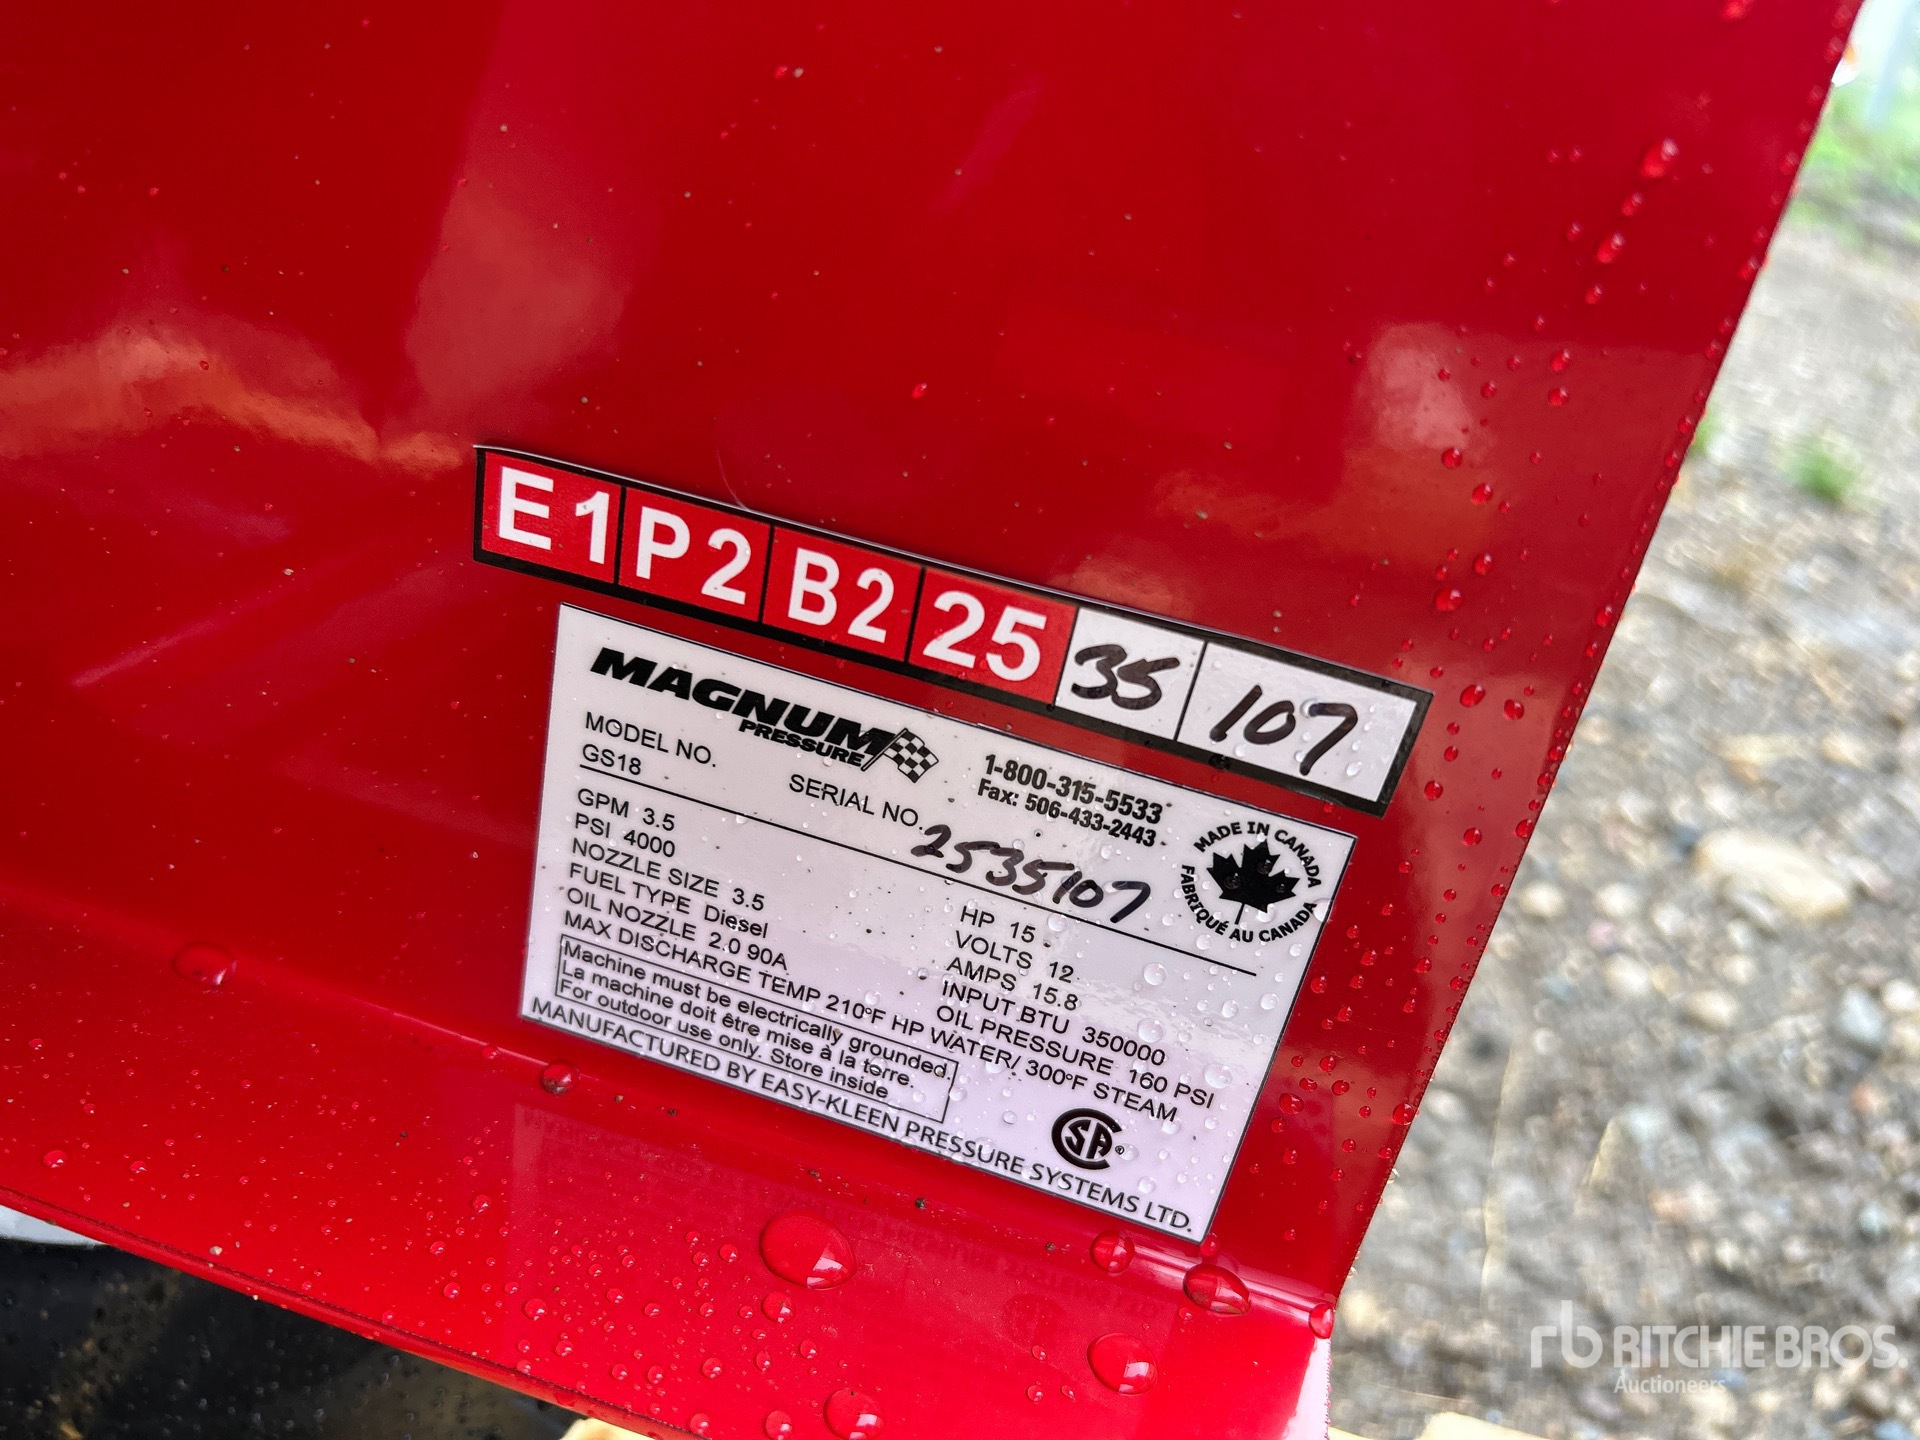 E1 P2 B2 25 35 107
MAGNUM
PRESSURE
1-800-315-5533
Fax: 506-433-2443
MODEL NO.
GS18
SERIAL NO. 2535107
MADE IN CANADA
FABRIQUÉ AU CANADA
GPM 3.5
PSI 4000
NOZZLE SIZE 3.5
FUEL TYPE Diesel
OIL NOZZLE 2.0 90A
HP 15
VOLTS 12
AMPS 15.8
INPUT BTU 350000
OIL PRESSURE 160 PSI
MAX DISCHARGE TEMP 210°F HP WATER/ 300°F STEAM
Machine must be electrically grounded.
La machine doit être mise à la terre.
For outdoor use only. Store inside
CSA
MANUFACTURED BY EASY-KLEEN PRESSURE SYSTEMS LTD.
rb RITCHIE BROS.
Auctioneers